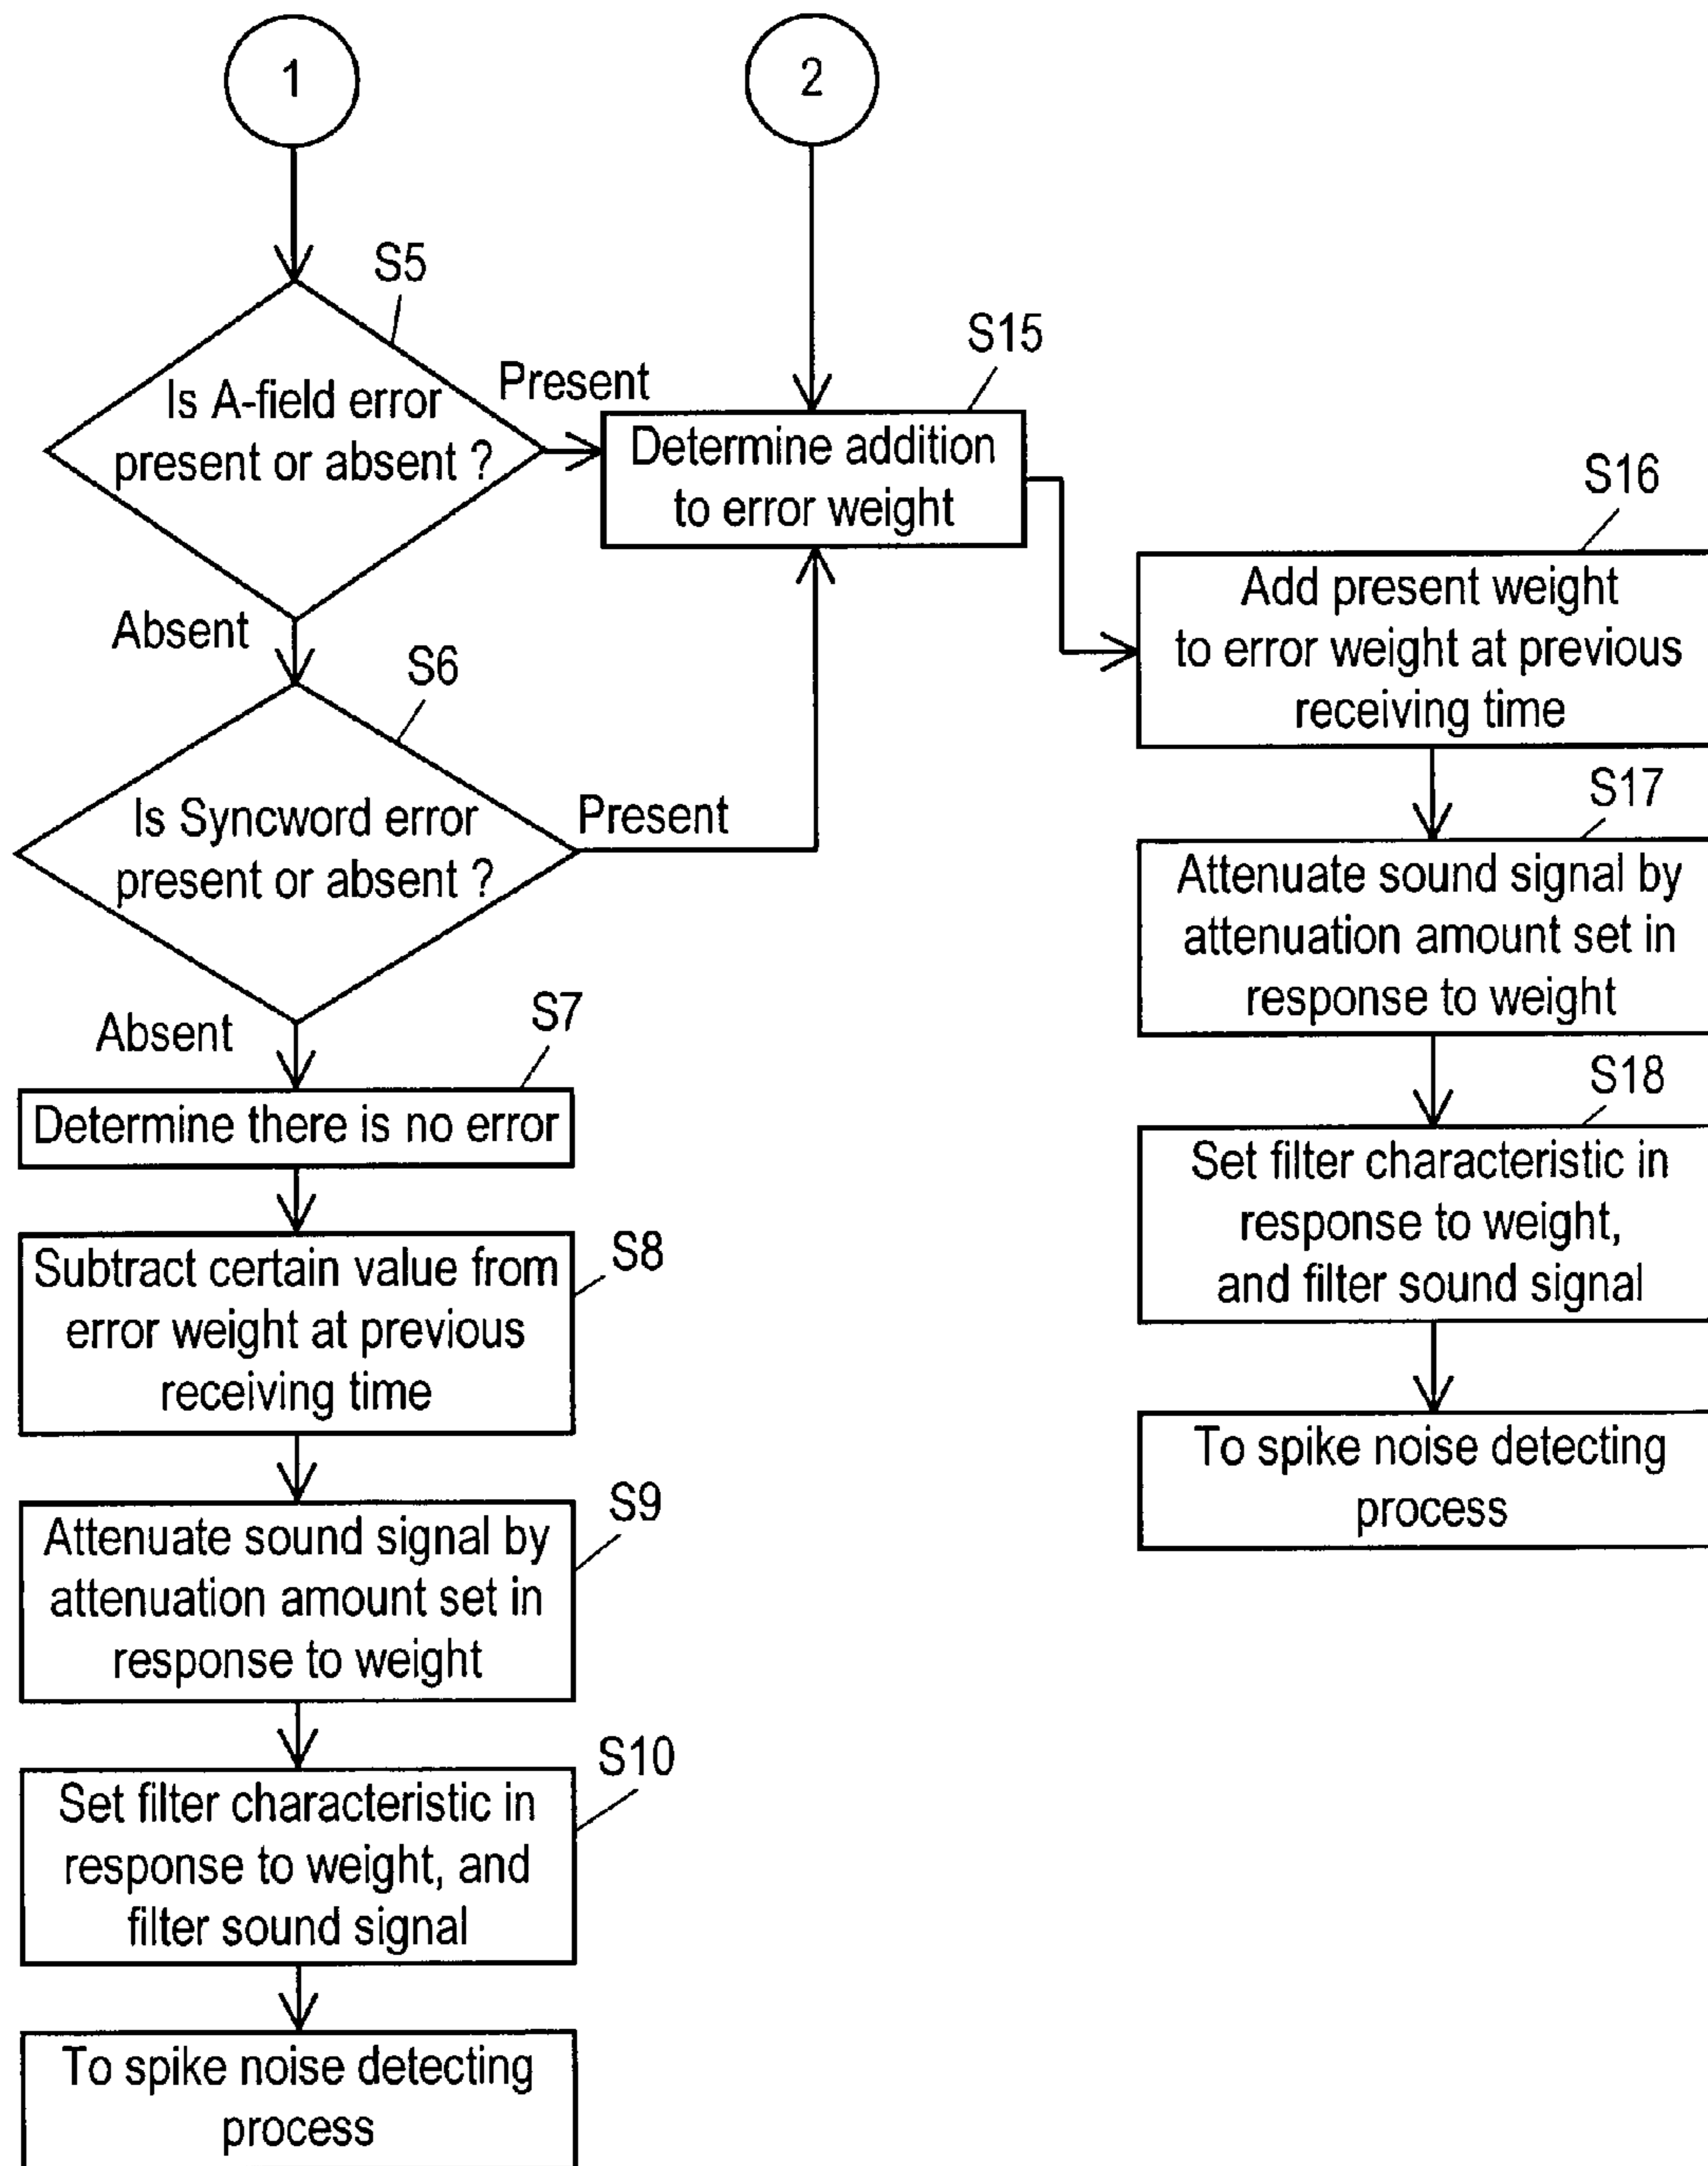 1
2
S5
Is A-field error
present or absent ?
Present
Absent
S15
Determine addition
to error weight
S6
Is Syncword error
present or absent ?
Present
Absent
S7
Determine there is no error
S8
Subtract certain value from
error weight at previous
receiving time
S9
Attenuate sound signal by
attenuation amount set in
response to weight
S10
Set filter characteristic in
response to weight, and
filter sound signal
To spike noise detecting
process
S16
Add present weight
to error weight at previous
receiving time
S17
Attenuate sound signal by
attenuation amount set in
response to weight
S18
Set filter characteristic in
response to weight,
and filter sound signal
To spike noise detecting
process